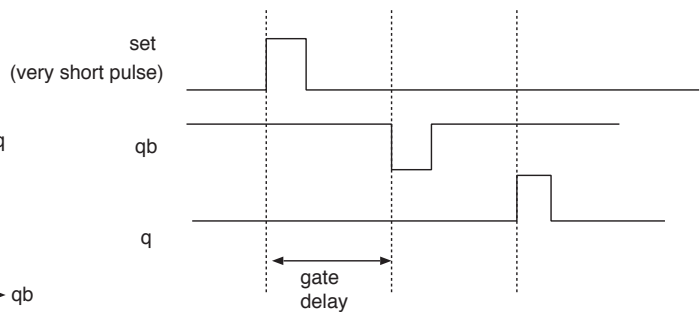 set
(very short pulse)
q
qb
q
gate
delay
qb